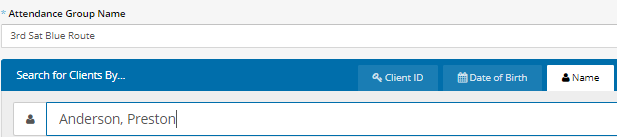 * Attendance Group Name
3rd Sat Blue Route
Search for Clients By... Client ID Date of Birth Name
Anderson, Preston